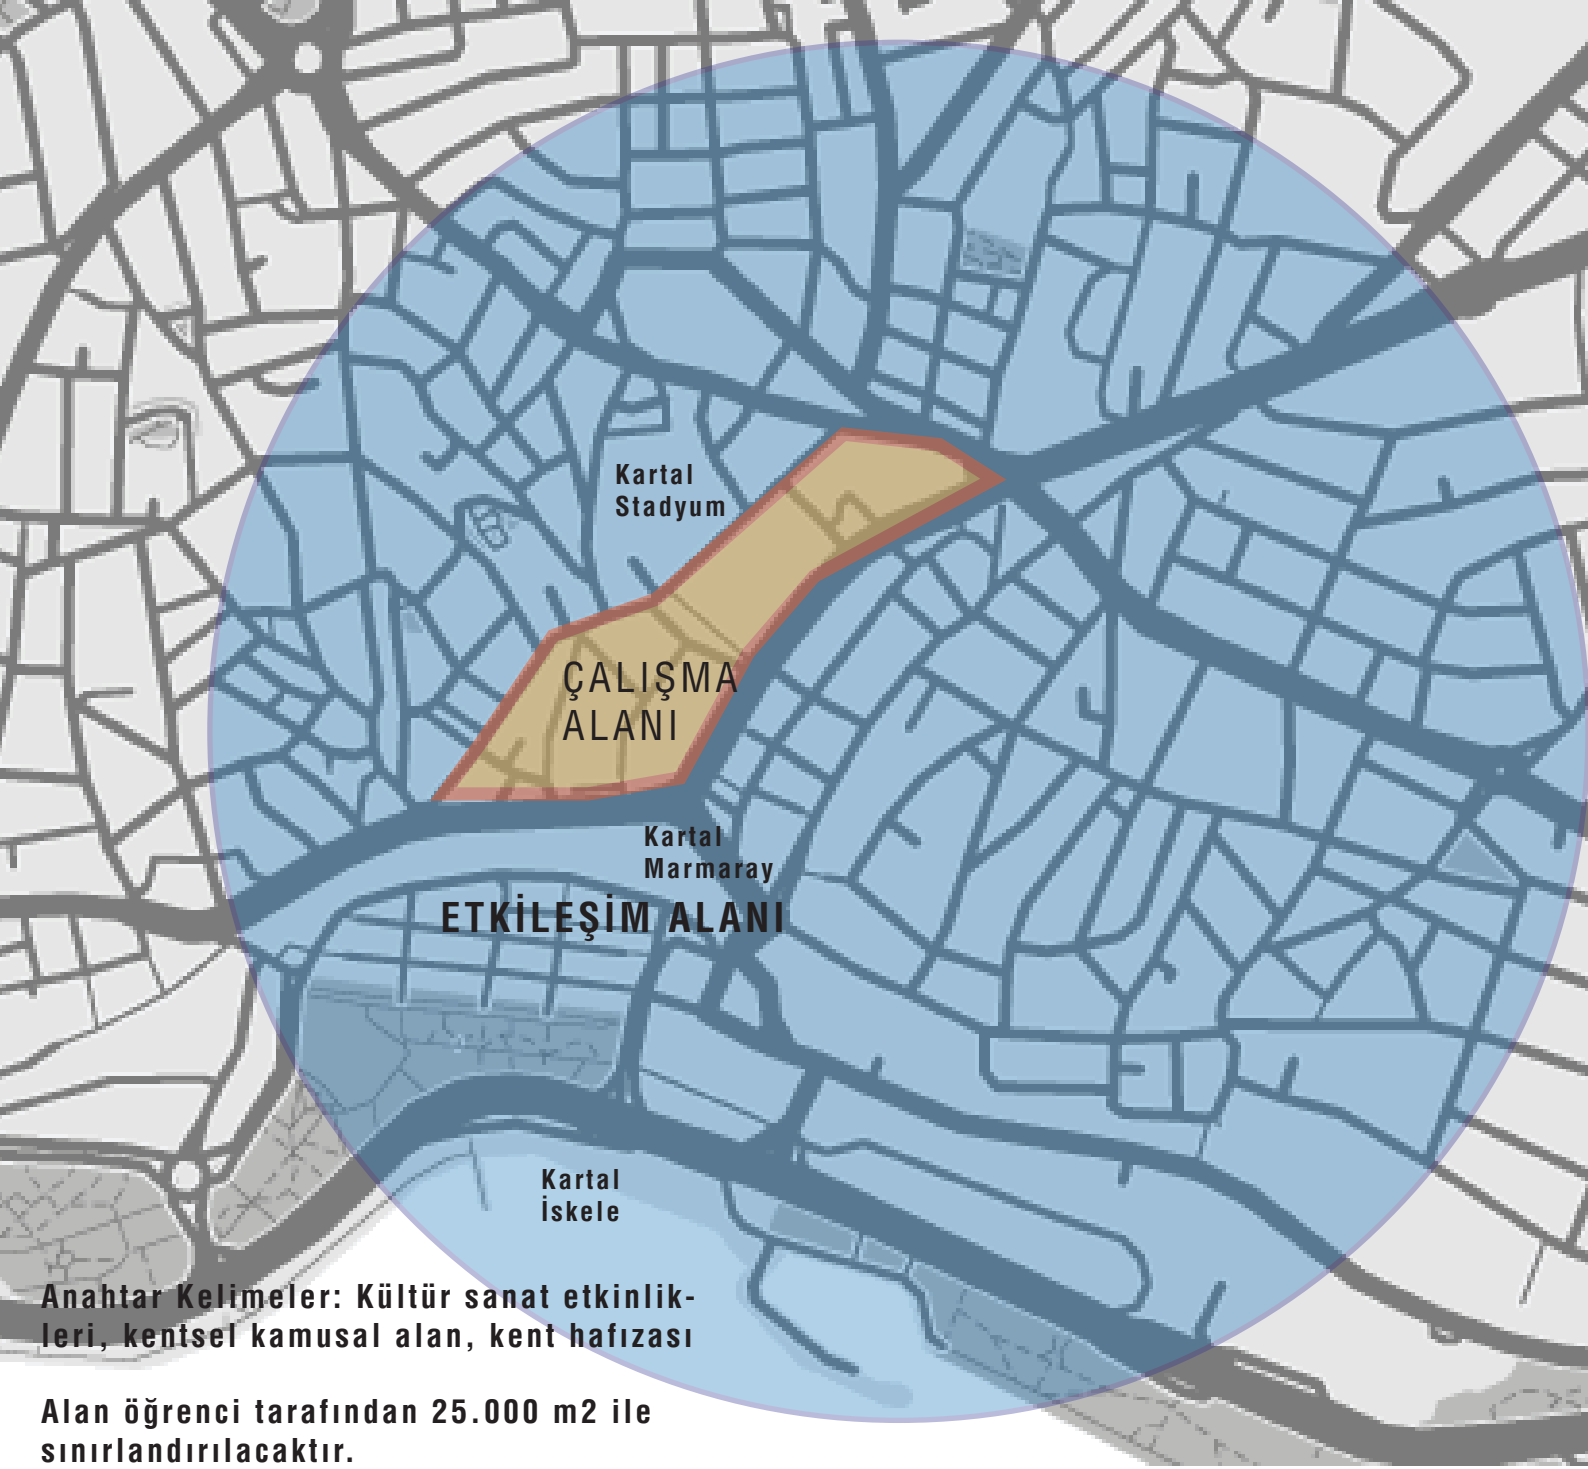 Kartal
Stadyum
ÇALIŞMA
ALANI
Kartal
Marmaray
ETKİLEŞİM ALANI
Kartal
İskele
Anahtar Kelimeler: Kültür sanat etkinlik-
leri, kentsel kamusal alan, kent hafızası
Alan öğrenci tarafından 25.000 m2 ile
sınırlandırılacaktır.